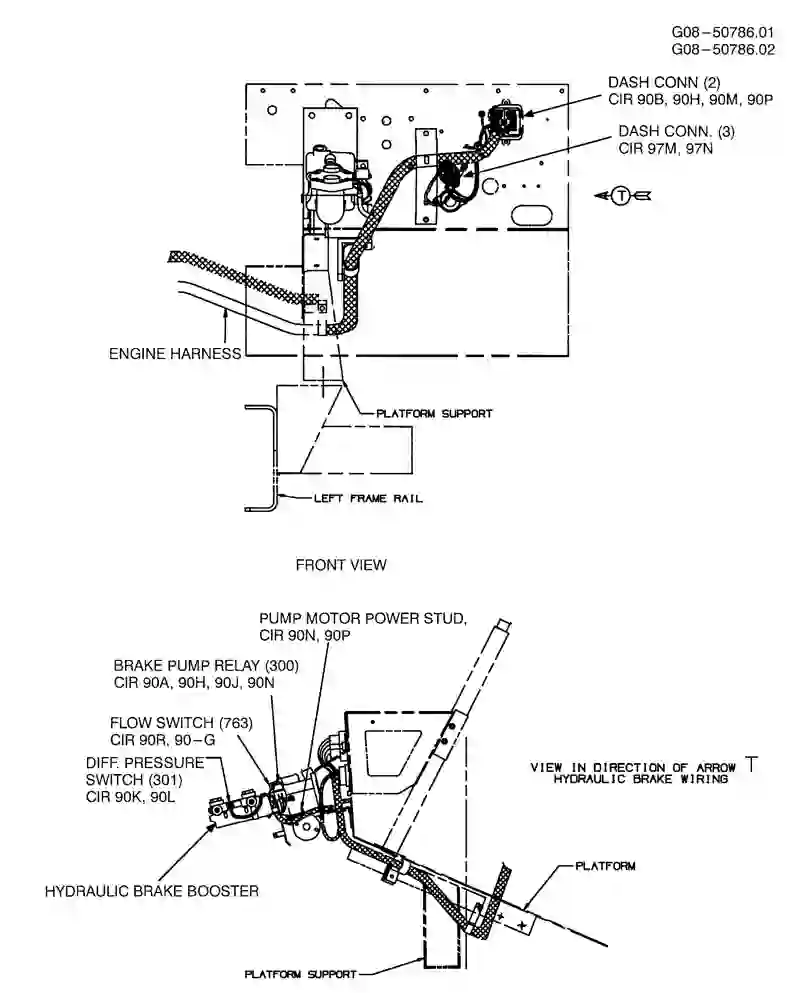 G08-50786.01
G08-50786.02
DASH CONN (2)
CIR 90B, 90H, 90M, 90P
DASH CONN. (3)
CIR 97M, 97N
T
ENGINE HARNESS
PLATFORM SUPPORT
LEFT FRAME RAIL
FRONT VIEW
PUMP MOTOR POWER STUD,
CIR 90N, 90P
BRAKE PUMP RELAY (300)
CIR 90A, 90H, 90J, 90N
FLOW SWITCH (763)
CIR 90R, 90-G
DIFF. PRESSURE
SWITCH (301)
CIR 90K, 90L
VIEW IN DIRECTION OF ARROW T
HYDRAULIC BRAKE WIRING
PLATFORM
HYDRAULIC BRAKE BOOSTER
PLATFORM SUPPORT